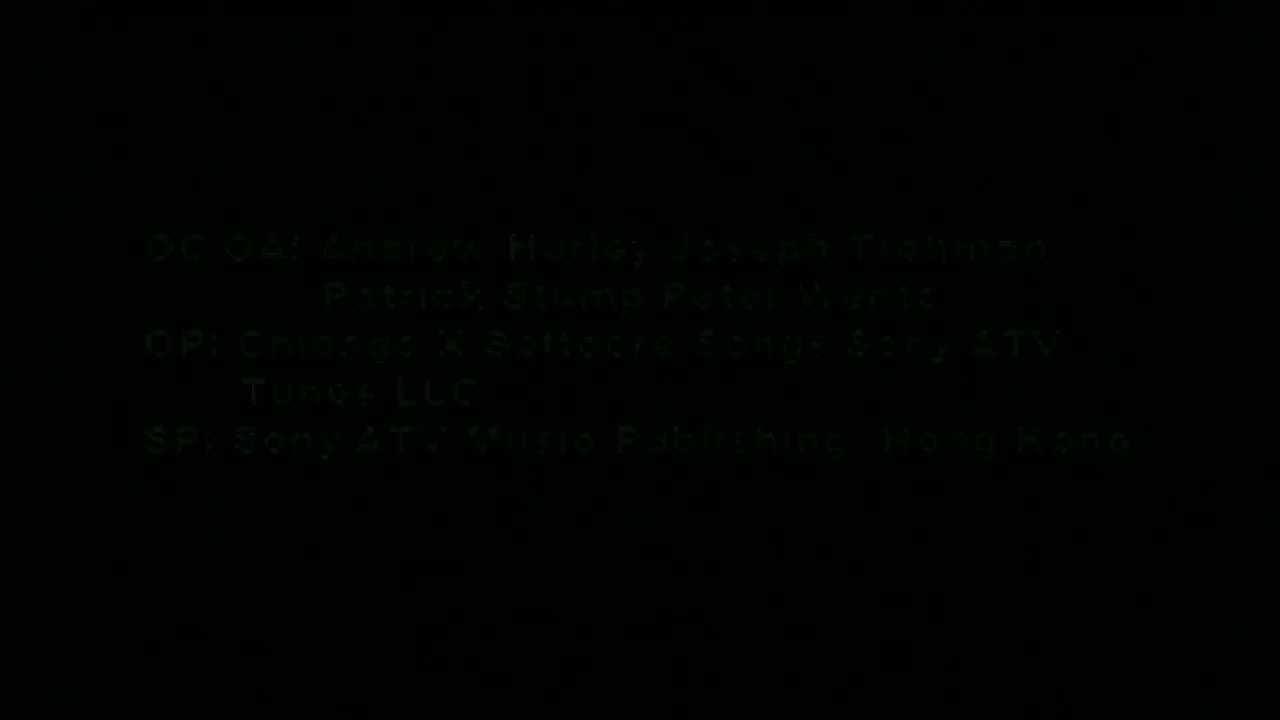 OC OA: Andrew Hurley Joseph Trohman
Patrick Stump Peter Wentz
OP: Chicago X Softcore Songs Sony ATV
Tunes LLC
SP: Sony ATV Music Publishing Hong Kong